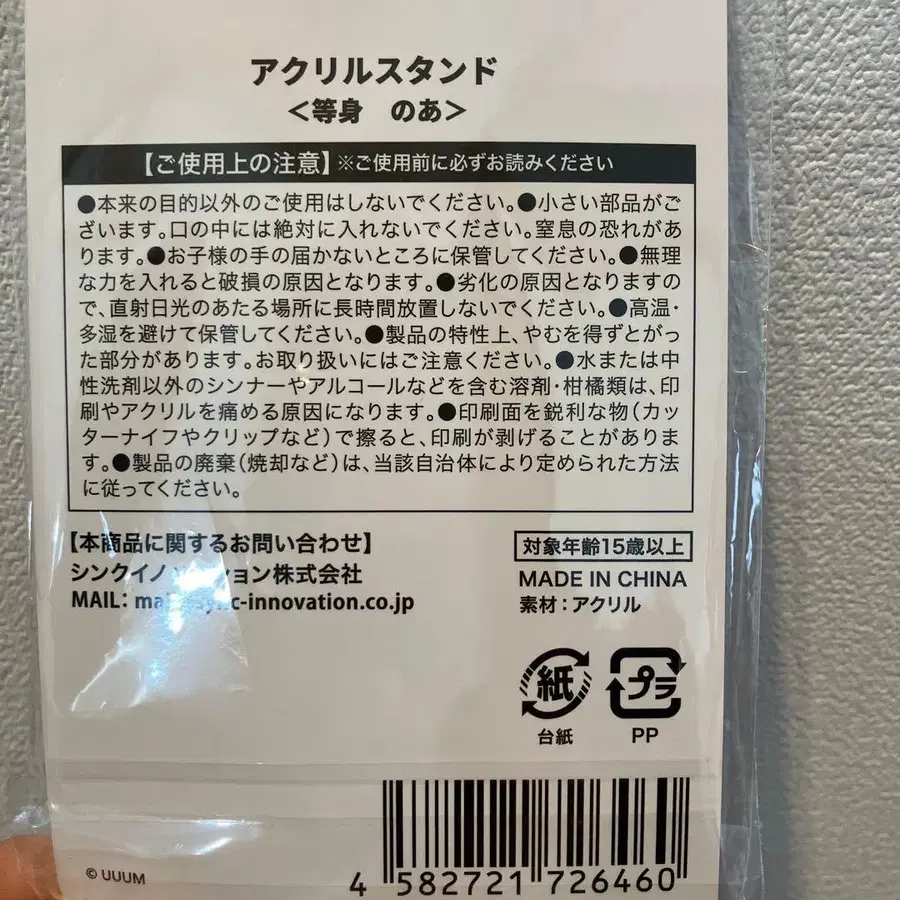 アクリルスタンド
<等身 のあ>
【ご使用上の注意】※ご使用前に必ずお読みください
●本来の目的以外のご使用はしないでください。●小さい部品がご
ざいます。口の中には絶対に入れないでください。窒息の恐れがあ
ります。●お子様の手の届かないところに保管してください。●無理
な力を入れると破損の原因となります。●劣化の原因となりますの
で、直射日光のあたる場所に長時間放置しないでください。●高温・
多湿を避けて保管してください。●製品の特性上、やむを得ずとがっ
た部分があります。お取り扱いにはご注意ください。●水または中
性洗剤以外のシンナーやアルコールなどを含む溶剤・柑橘類は、印
刷やアクリルを痛める原因になります。●印刷面を鋭利な物(カッ
ターナイフやクリップなど)で擦ると、印刷が剥げることがありま
す。●製品の廃棄(焼却など)は、当該自治体により定められた方法
に従ってください。
【本商品に関するお問い合わせ】
シンクイノ ション株式会社
MAIL: c-innovation.co.jp
対象年齢15歳以上
MADE IN CHINA
素材:アクリル
紙 プラ
台紙 PP
© UUUM
4 582721 726460